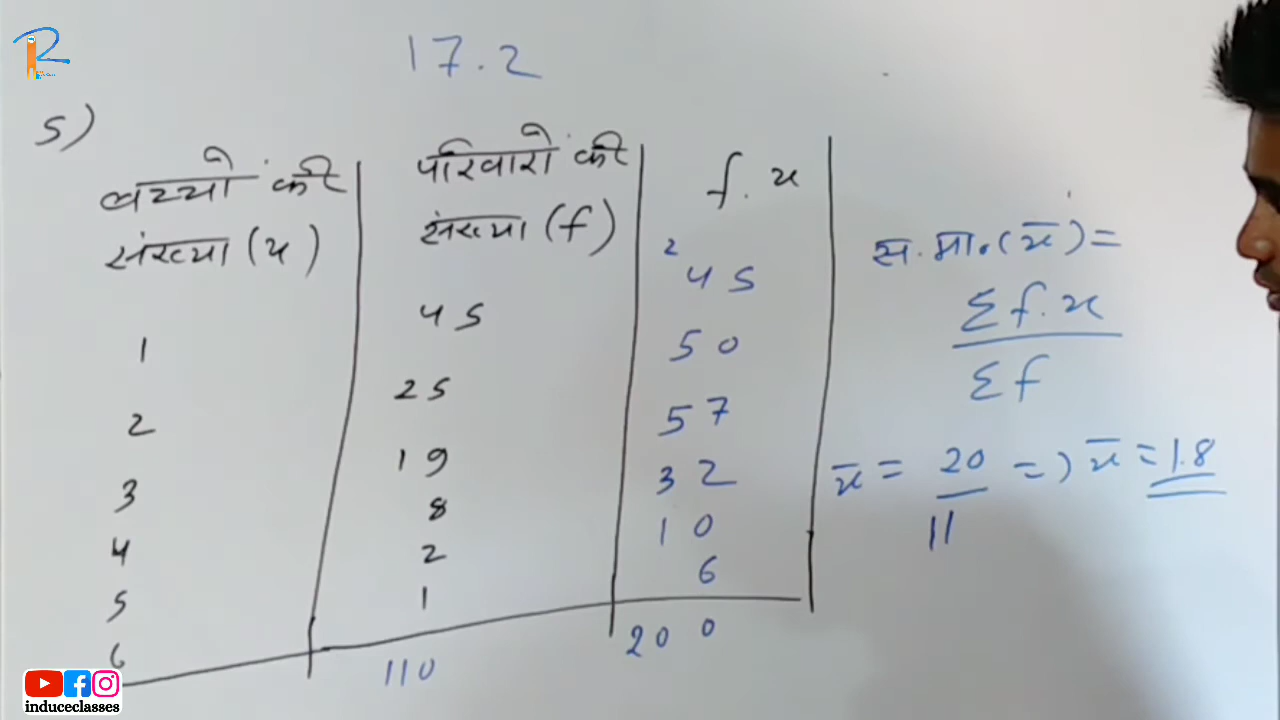 17.2
5)
बच्चो की संख्या (x)
परिवारो की संख्या (f)
f.x
1 45 45
2 25 50
3 19 57
4 8 32
5 2 10
6 1 6
110 200
2
स.मा.(x̄) =
Σf.x
Σf
x̄ = 20/11 => x̄ = 1.8
induceclasses